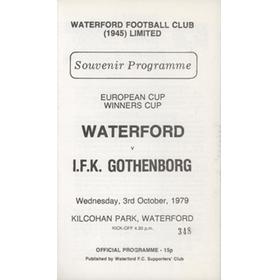 WATERFORD FOOTBALL CLUB
(1945) LIMITED
Souvenir Programme
EUROPEAN CUP
WINNERS CUP
WATERFORD
v
I.F.K. GOTHENBORG
Wednesday, 3rd October, 1979
KILCOHAN PARK, WATERFORD
KICK-OFF 4.20 p.m.
348
OFFICIAL PROGRAMME - 15p
Published by Waterford F.C. Supporters' Club